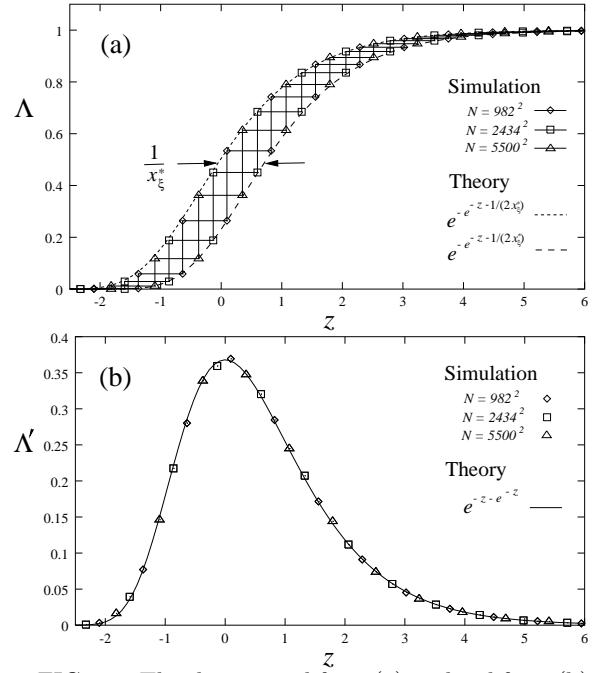 (a)
1
0.8
0.6
0.4
0.2
0
Λ
1
x*ξ
Simulation
N = 982²
N = 2434²
N = 5500²
Theory
e^{-e^{-z-1/(2x*ξ)}}
e^{-e^{-z-1/(2x*ξ)}}
-2 -1 0 1 2 3 4 5 6
z
(b)
0.4
0.35
0.3
0.25
0.2
0.15
0.1
0.05
0
Λ′
Simulation
N = 982²
N = 2434²
N = 5500²
Theory
e^{-z-e^{-z}}
-2 -1 0 1 2 3 4 5 6
z